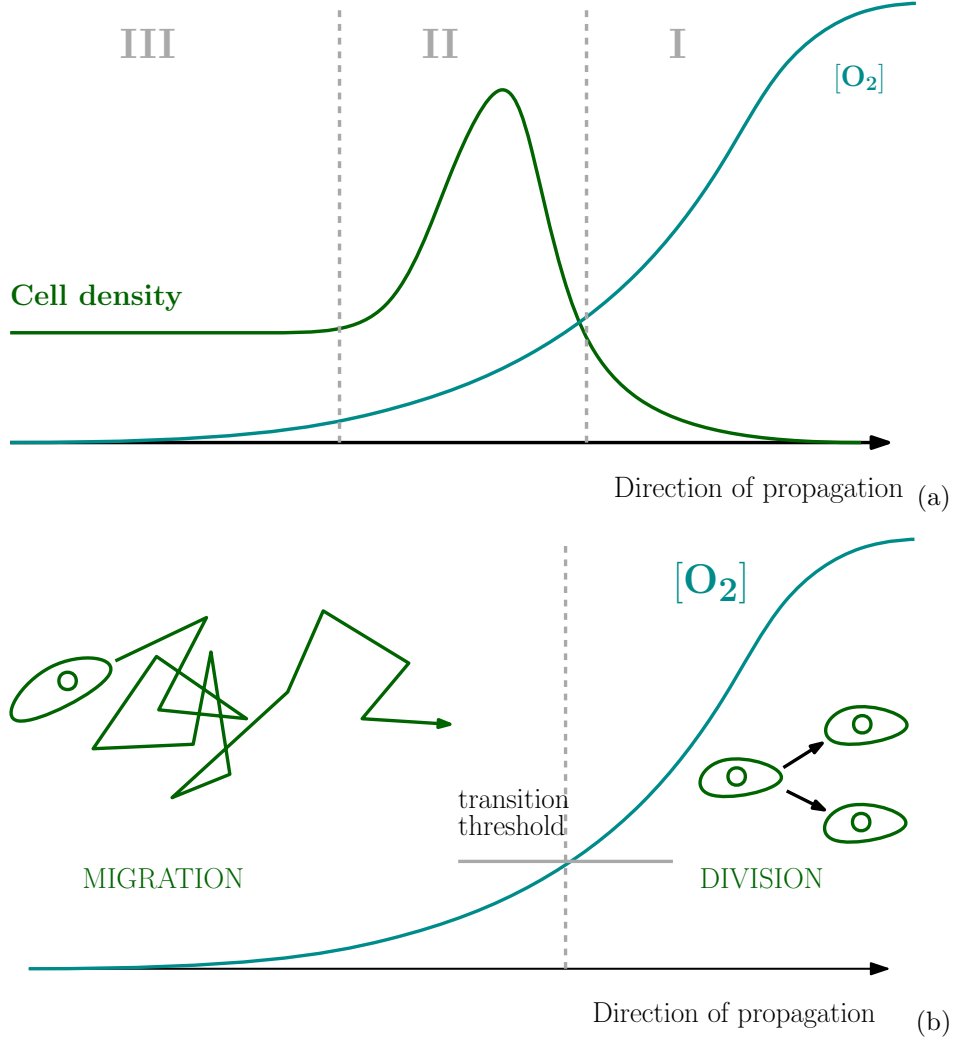 III
II
I
[O₂]
Cell density
Direction of propagation
(a)
[O₂]
transition
threshold
MIGRATION
DIVISION
Direction of propagation
(b)